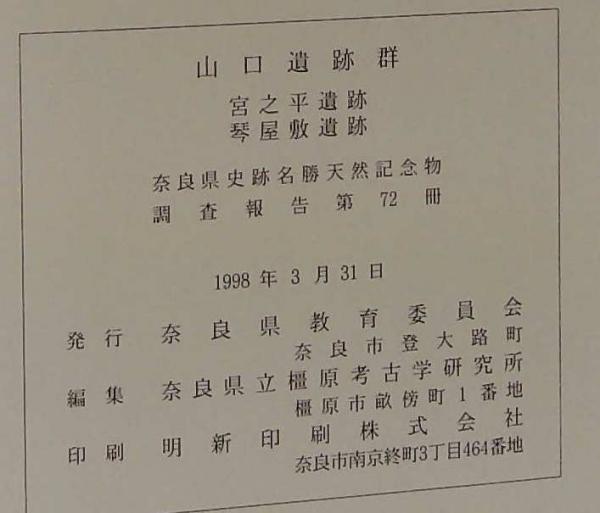 山口遺跡群
宮之平遺跡
琴屋敷遺跡
奈良県史跡名勝天然記念物
調査報告第72冊
1998年3月31日
発行 奈良県教育委員会
奈良市登大路町
編集 奈良県立橿原考古学研究所
橿原市畝傍町1番地
印刷 明新印刷株式会社
奈良市南京終町3丁目464番地